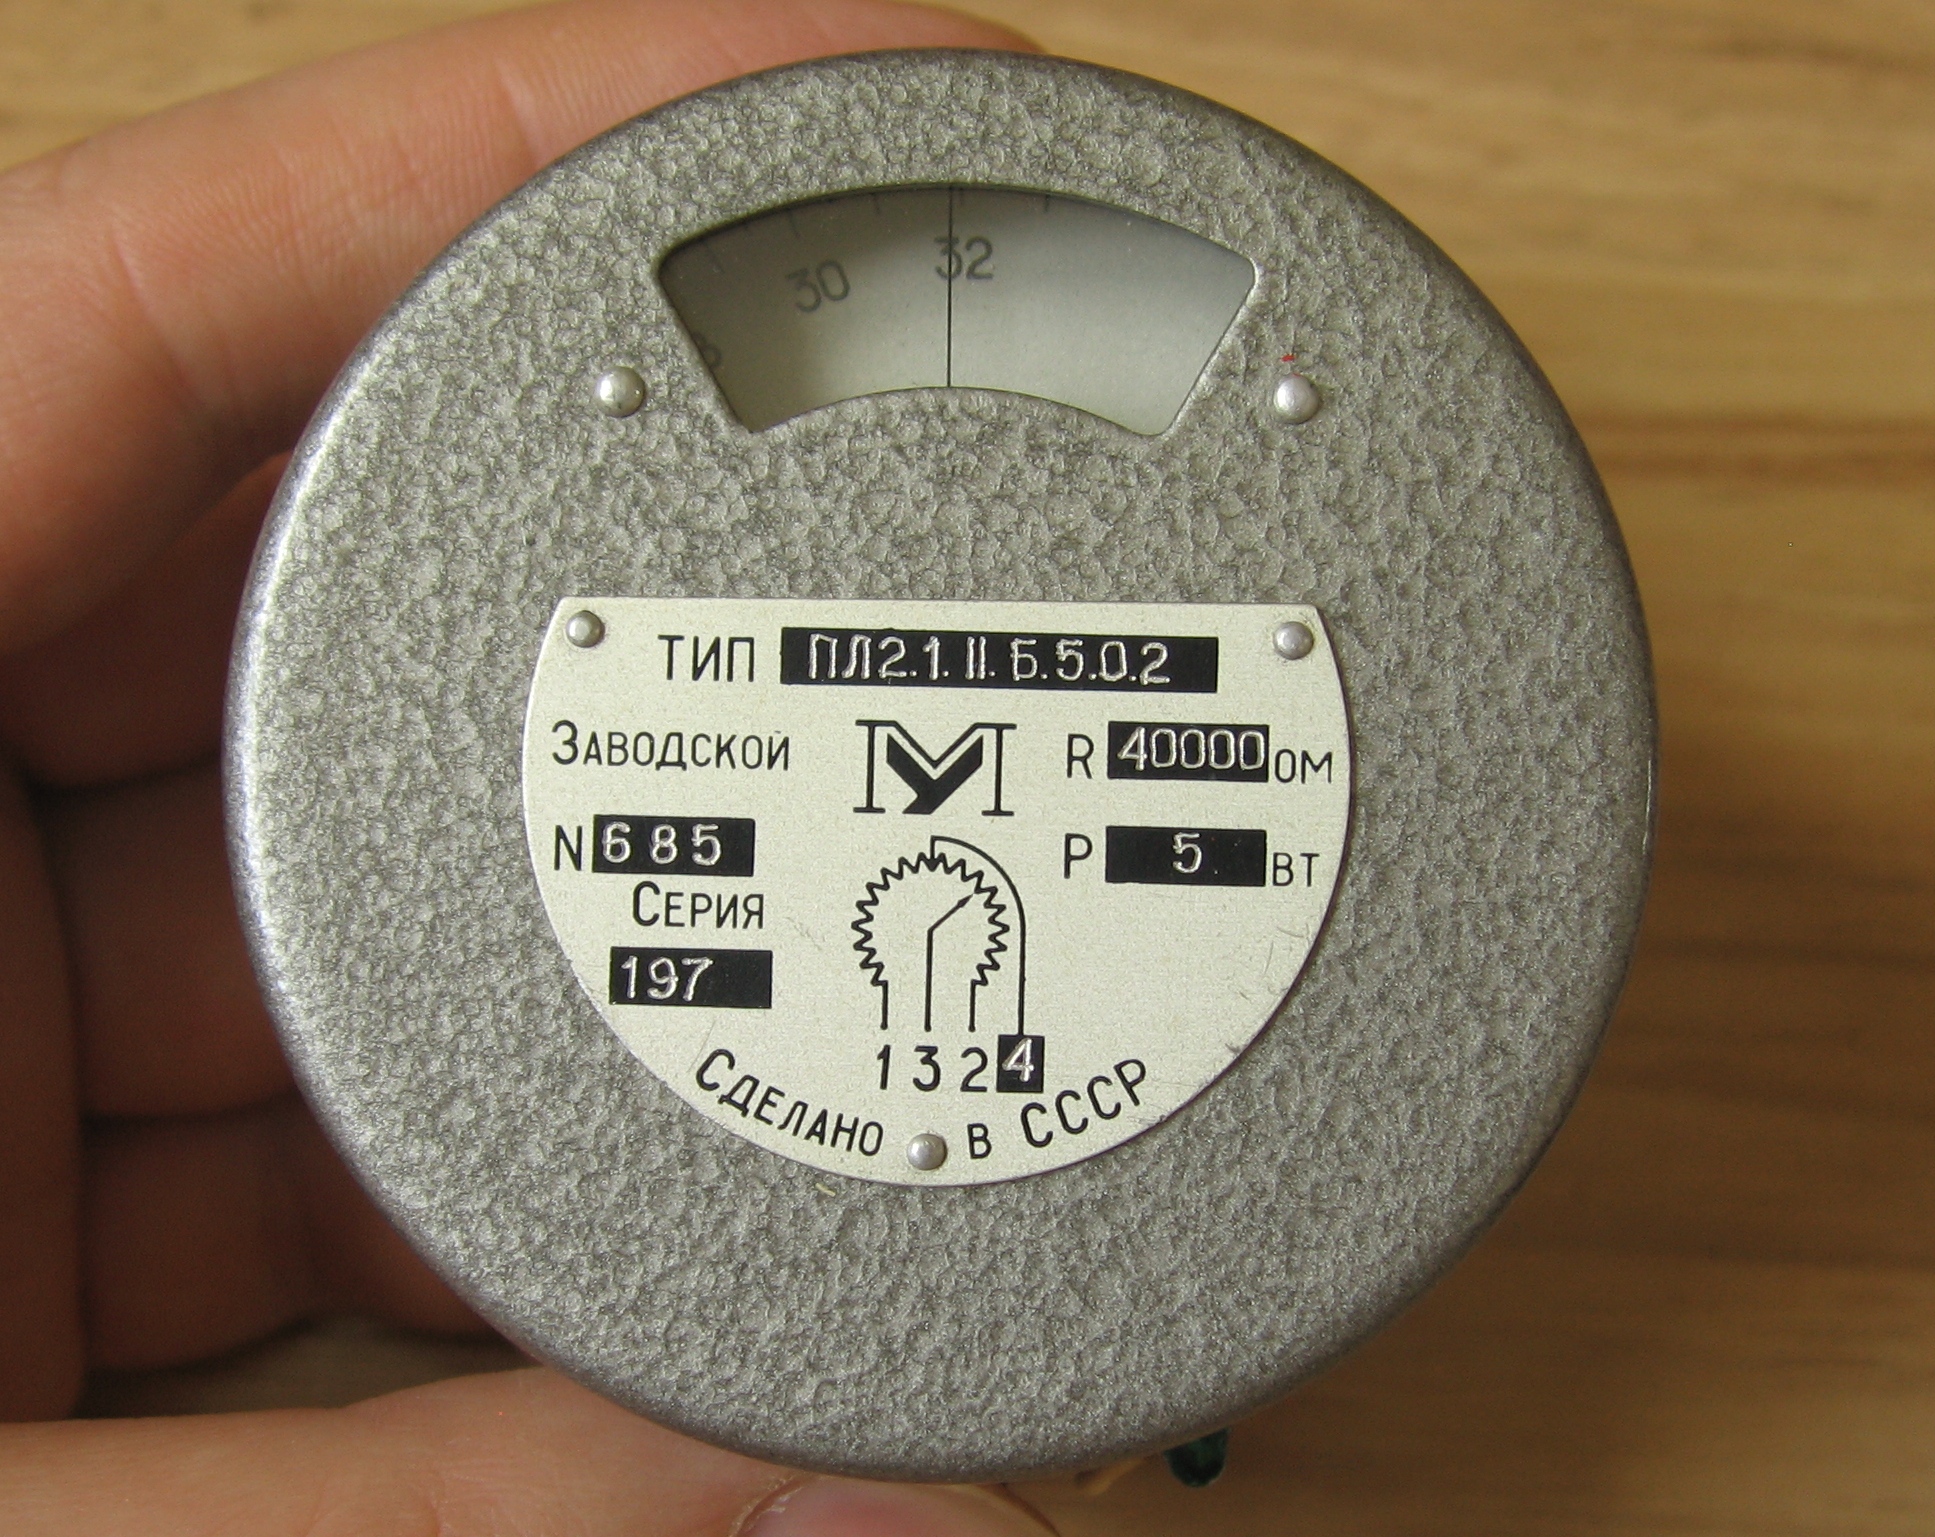 30 32
ТИП ПЛ2.1.II.Б.5.0.2
ЗАВОДСКОЙ
R 40000 ОМ
N 685
P 5 ВТ
СЕРИЯ
197
1 3 2 4
СДЕЛАНО В СССР